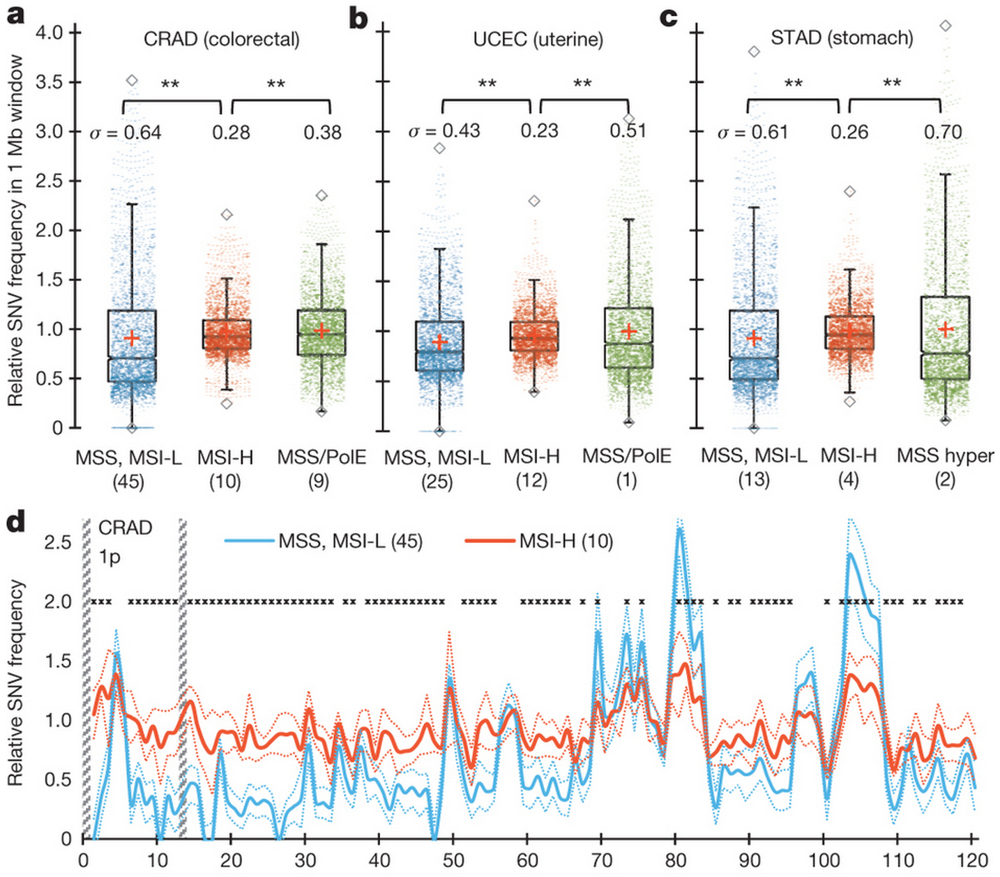 a
b
c
CRAD (colorectal)
UCEC (uterine)
STAD (stomach)
Relative SNV frequency in 1 Mb window
4.0
3.5
3.0
2.5
2.0
1.5
1.0
0.5
0
** **
** **
** **
σ = 0.64 0.28 0.38
σ = 0.43 0.23 0.51
σ = 0.61 0.26 0.70
MSS, MSI-L MSI-H MSS/PolE
(45) (10) (9)
MSS, MSI-L MSI-H MSS/PolE
(25) (12) (1)
MSS, MSI-L MSI-H MSS hyper
(13) (4) (2)
d
CRAD
1p
MSS, MSI-L (45)
MSI-H (10)
Relative SNV frequency
2.5
2.0
1.5
1.0
0.5
0
0 10 20 30 40 50 60 70 80 90 100 110 120